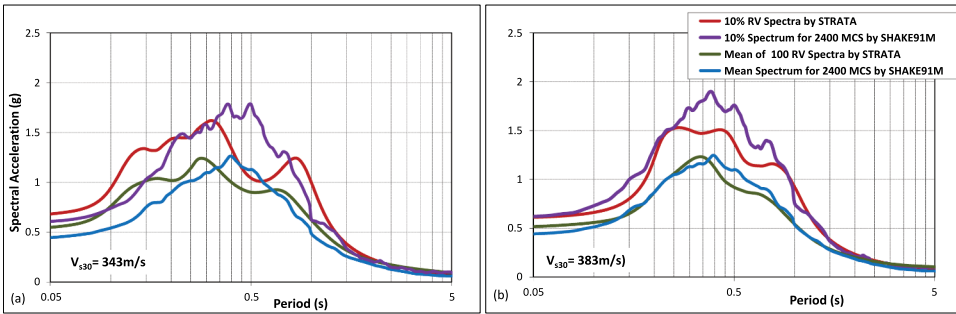 2.5
2
1.5
1
0.5
0
Spectral Acceleration (g)
V_s30= 343m/s
(a)
0.05
0.5
5
Period (s)
10% RV Spectra by STRATA
10% Spectrum for 2400 MCS by SHAKE91M
Mean of 100 RV Spectra by STRATA
Mean Spectrum for 2400 MCS by SHAKE91M
2.5
2
1.5
1
0.5
0
V_s30= 383m/s
(b)
0.05
0.5
5
Period (s)